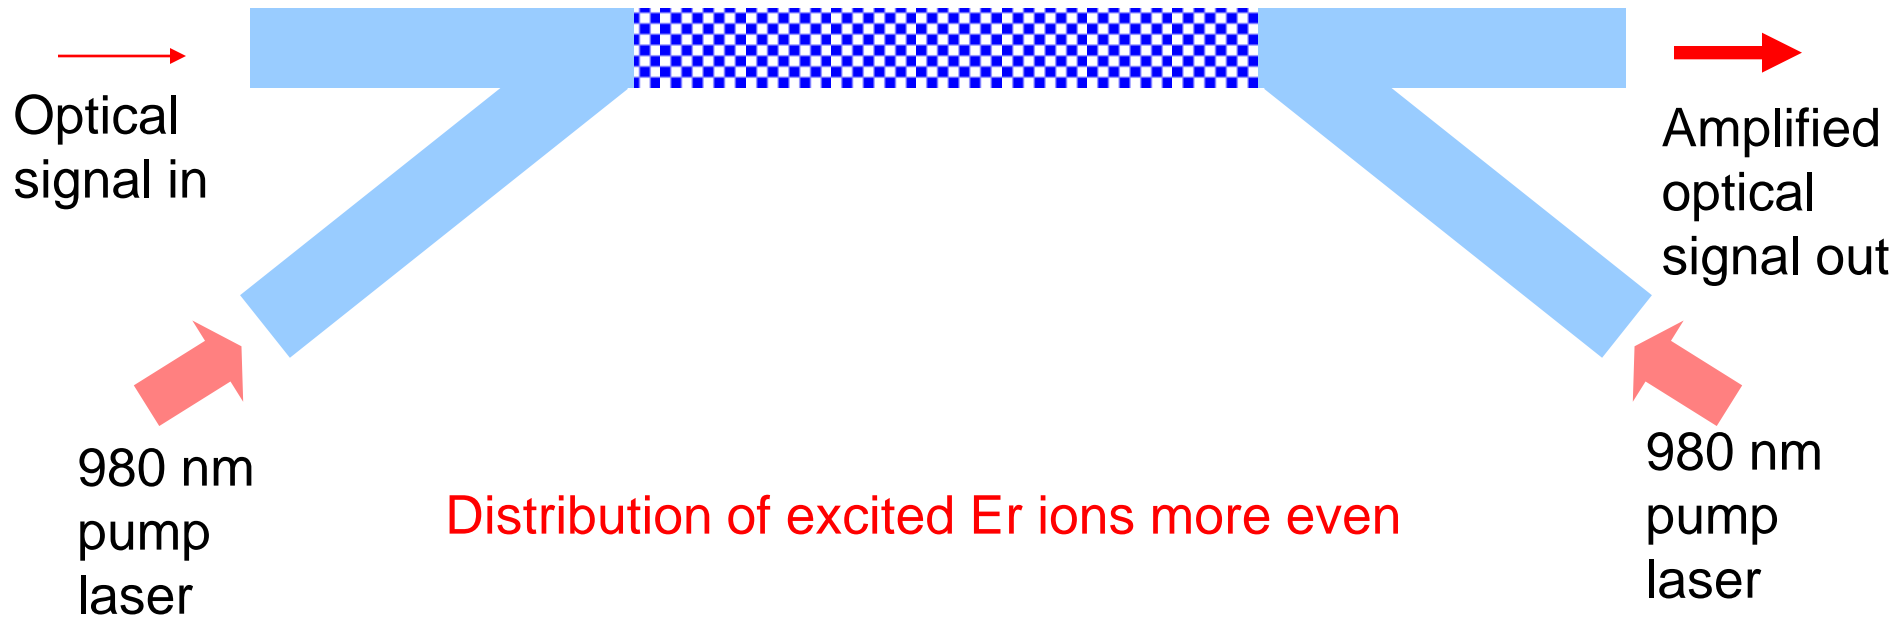 Optical
signal in
Amplified
optical
signal out
980 nm
pump
laser
Distribution of excited Er ions more even
980 nm
pump
laser